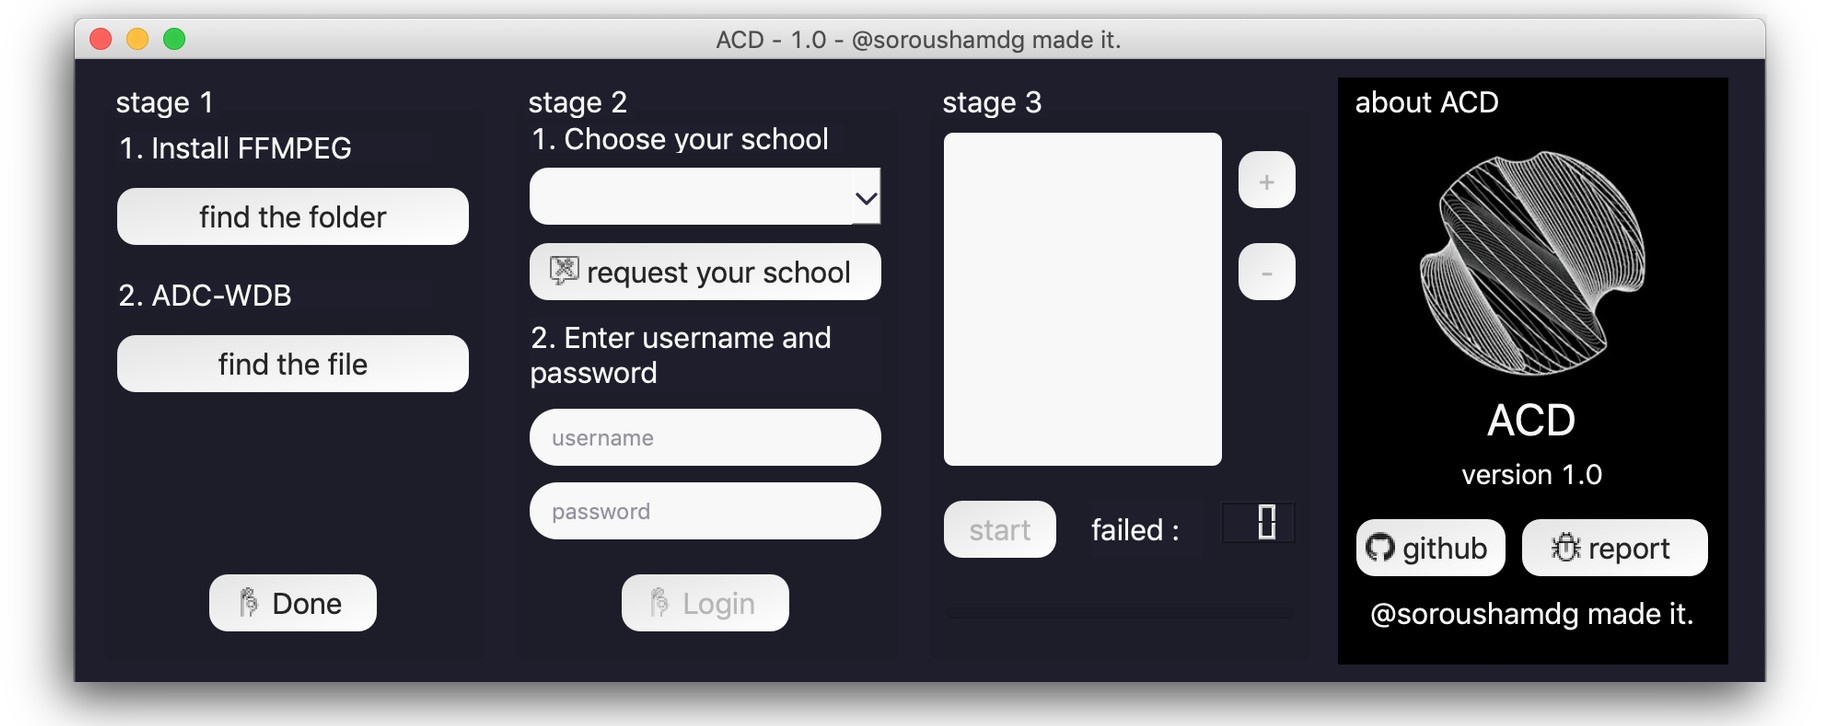 ACD - 1.0 - @soroushamdg made it.
stage 1
1. Install FFMPEG
find the folder
2. ADC-WDB
find the file
Done
stage 2
1. Choose your school
request your school
2. Enter username and
password
username
password
Login
stage 3
+
-
start
failed :
0
about ACD
ACD
version 1.0
github
report
@soroushamdg made it.